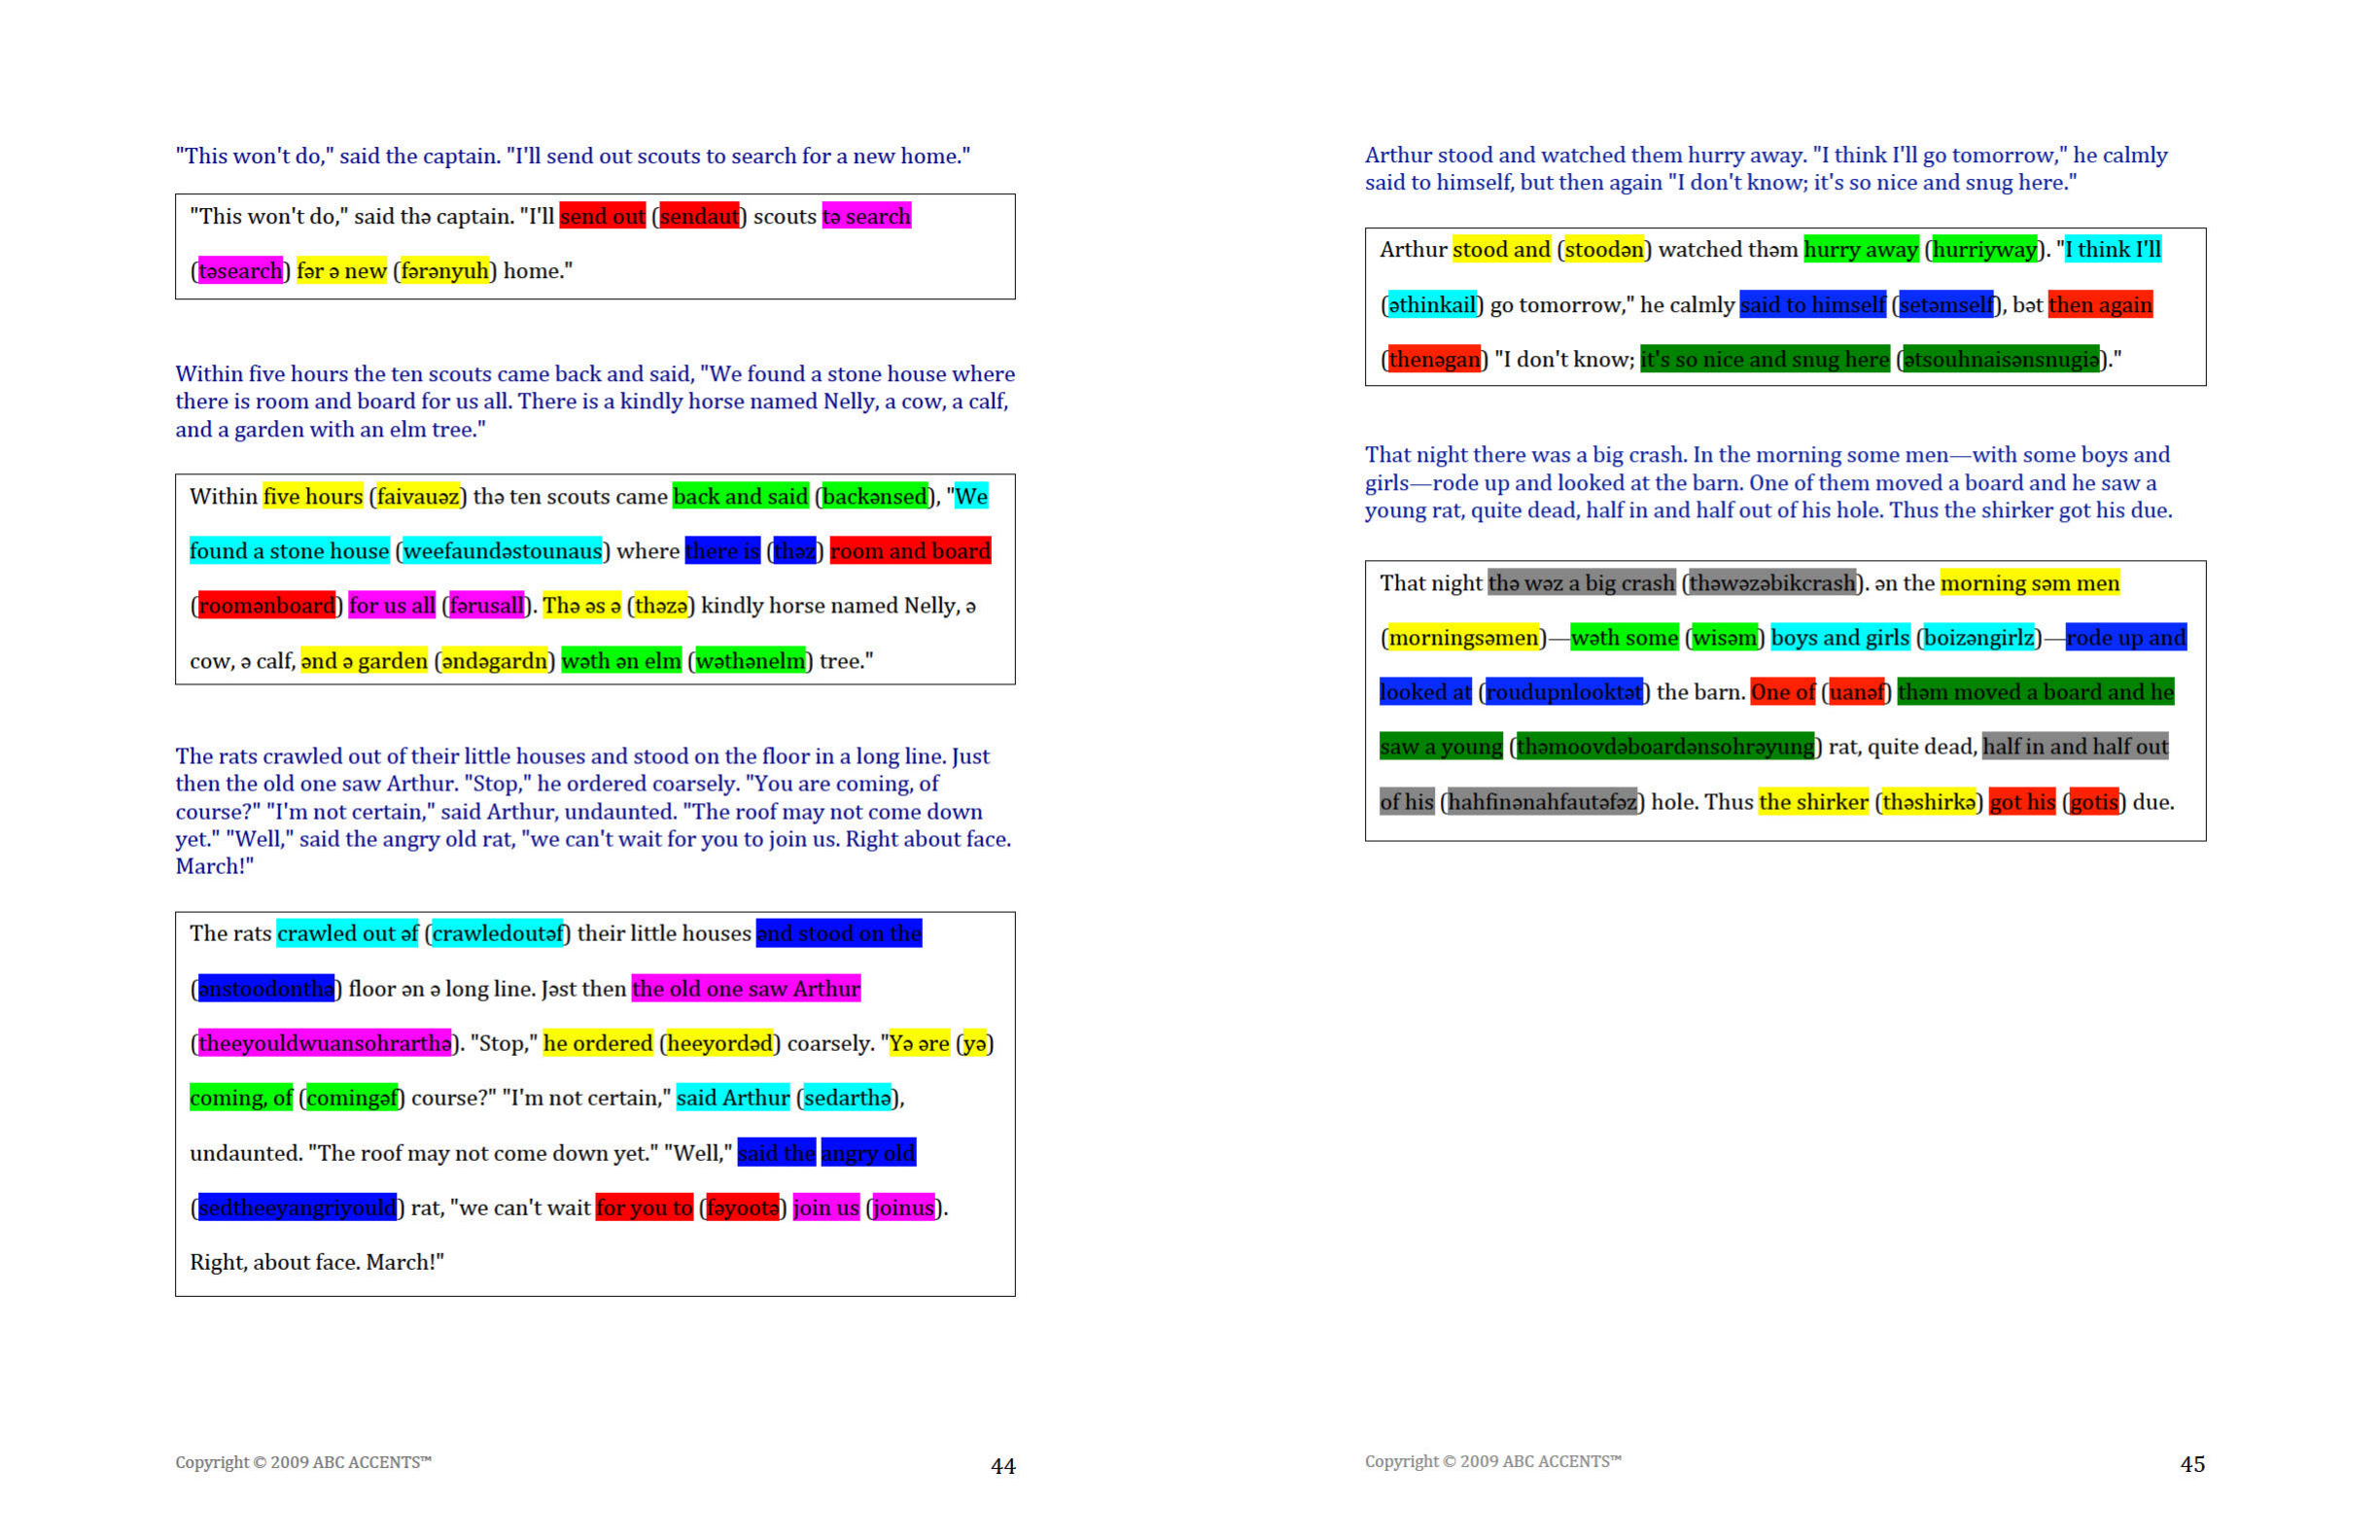 "This won't do," said the captain. "I'll send out scouts to search for a new home."
"This won't do," said thə captain. "I'll send out (sendaut) scouts tə search
(təsearch) fər ə new (fərənyuh) home."
Within five hours the ten scouts came back and said, "We found a stone house where
there is room and board for us all. There is a kindly horse named Nelly, a cow, a calf,
and a garden with an elm tree."
Within five hours (faivauəz) thə ten scouts came back and said (backənsed), "We
found a stone house (weefaundəstounaus) where there is (thəz) room and board
(roomənboard) for us all (fərusall). Thə əs ə (thəzə) kindly horse named Nelly, ə
cow, ə calf, ənd ə garden (əndəgardn) wəth ən elm (wəthənelm) tree."
The rats crawled out of their little houses and stood on the floor in a long line. Just
then the old one saw Arthur. "Stop," he ordered coarsely. "You are coming, of
course?" "I'm not certain," said Arthur, undaunted. "The roof may not come down
yet." "Well," said the angry old rat, "we can't wait for you to join us. Right about face.
March!"
The rats crawled out əf (crawledoutəf) their little houses ənd stood on the
(ənstoodonthə) floor ən ə long line. Jəst then the old one saw Arthur
(theeyouldwuansohrarthə). "Stop," he ordered (heeyordəd) coarsely. "Yə əre (yə)
coming, of (comingəf) course?" "I'm not certain," said Arthur (sedarthə),
undaunted. "The roof may not come down yet." "Well," said the angry old
(sedtheeyangriyould) rat, "we can't wait for you to (fəyootə) join us (joinus).
Right, about face. March!"
Copyright © 2009 ABC ACCENTS™
44
Arthur stood and watched them hurry away. "I think I'll go tomorrow," he calmly
said to himself, but then again "I don't know; it's so nice and snug here."
Arthur stood and (stoodən) watched thəm hurry away (hurriyway). "I think I'll
(əthinkail) go tomorrow," he calmly said to himself (setəmself), bət then again
(thenəgan) "I don't know; it's so nice and snug here (ətsouhnaisənsnugiə)."
That night there was a big crash. In the morning some men—with some boys and
girls—rode up and looked at the barn. One of them moved a board and he saw a
young rat, quite dead, half in and half out of his hole. Thus the shirker got his due.
That night thə wəz a big crash (thəwəzəbikcrash). ən the morning səm men
(morningsəmen)—wəth some (wisəm) boys and girls (boizəngirlz)—rode up and
looked at (roudupnlooktət) the barn. One of (uanəf) thəm moved a board and he
saw a young (thəmoovdəboardənsohrəyung) rat, quite dead, half in and half out
of his (hahfinənahfautəfəz) hole. Thus the shirker (thəshirkə) got his (gotis) due.
Copyright © 2009 ABC ACCENTS™
45